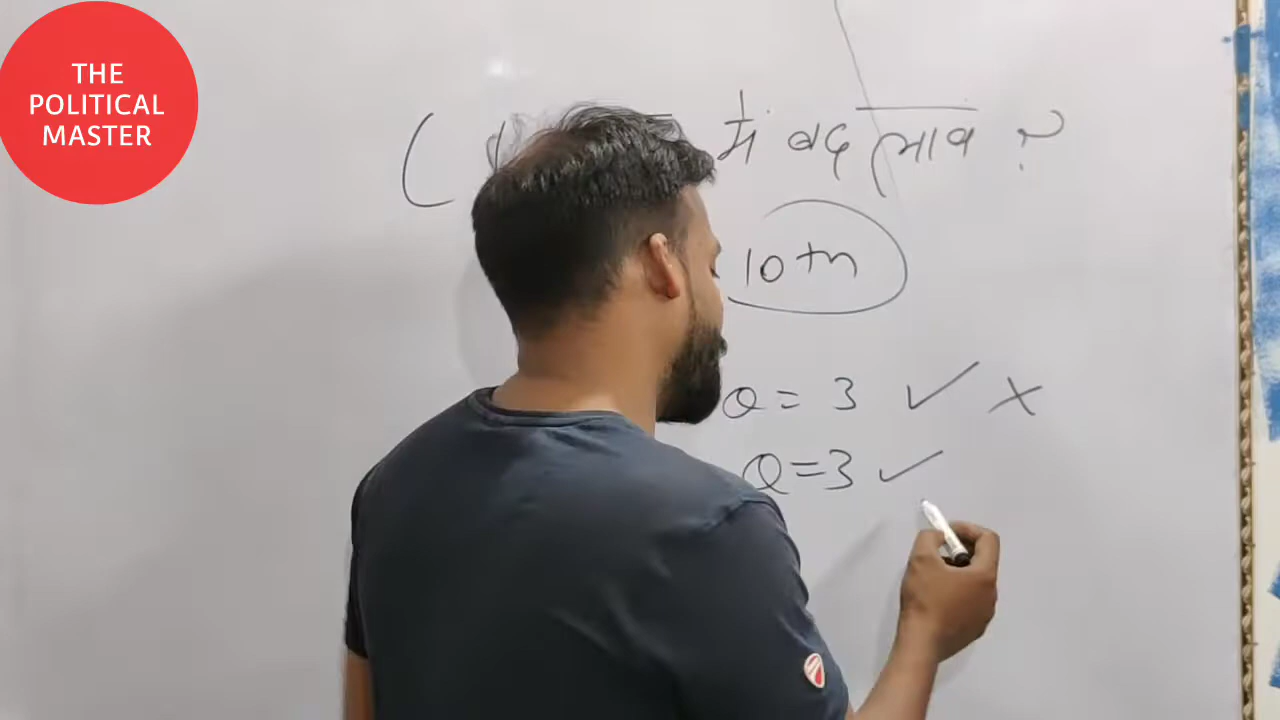 THE
POLITICAL
MASTER
( में बदलाव ?
10th
Q = 3 ✓ ×
Q = 3 ✓